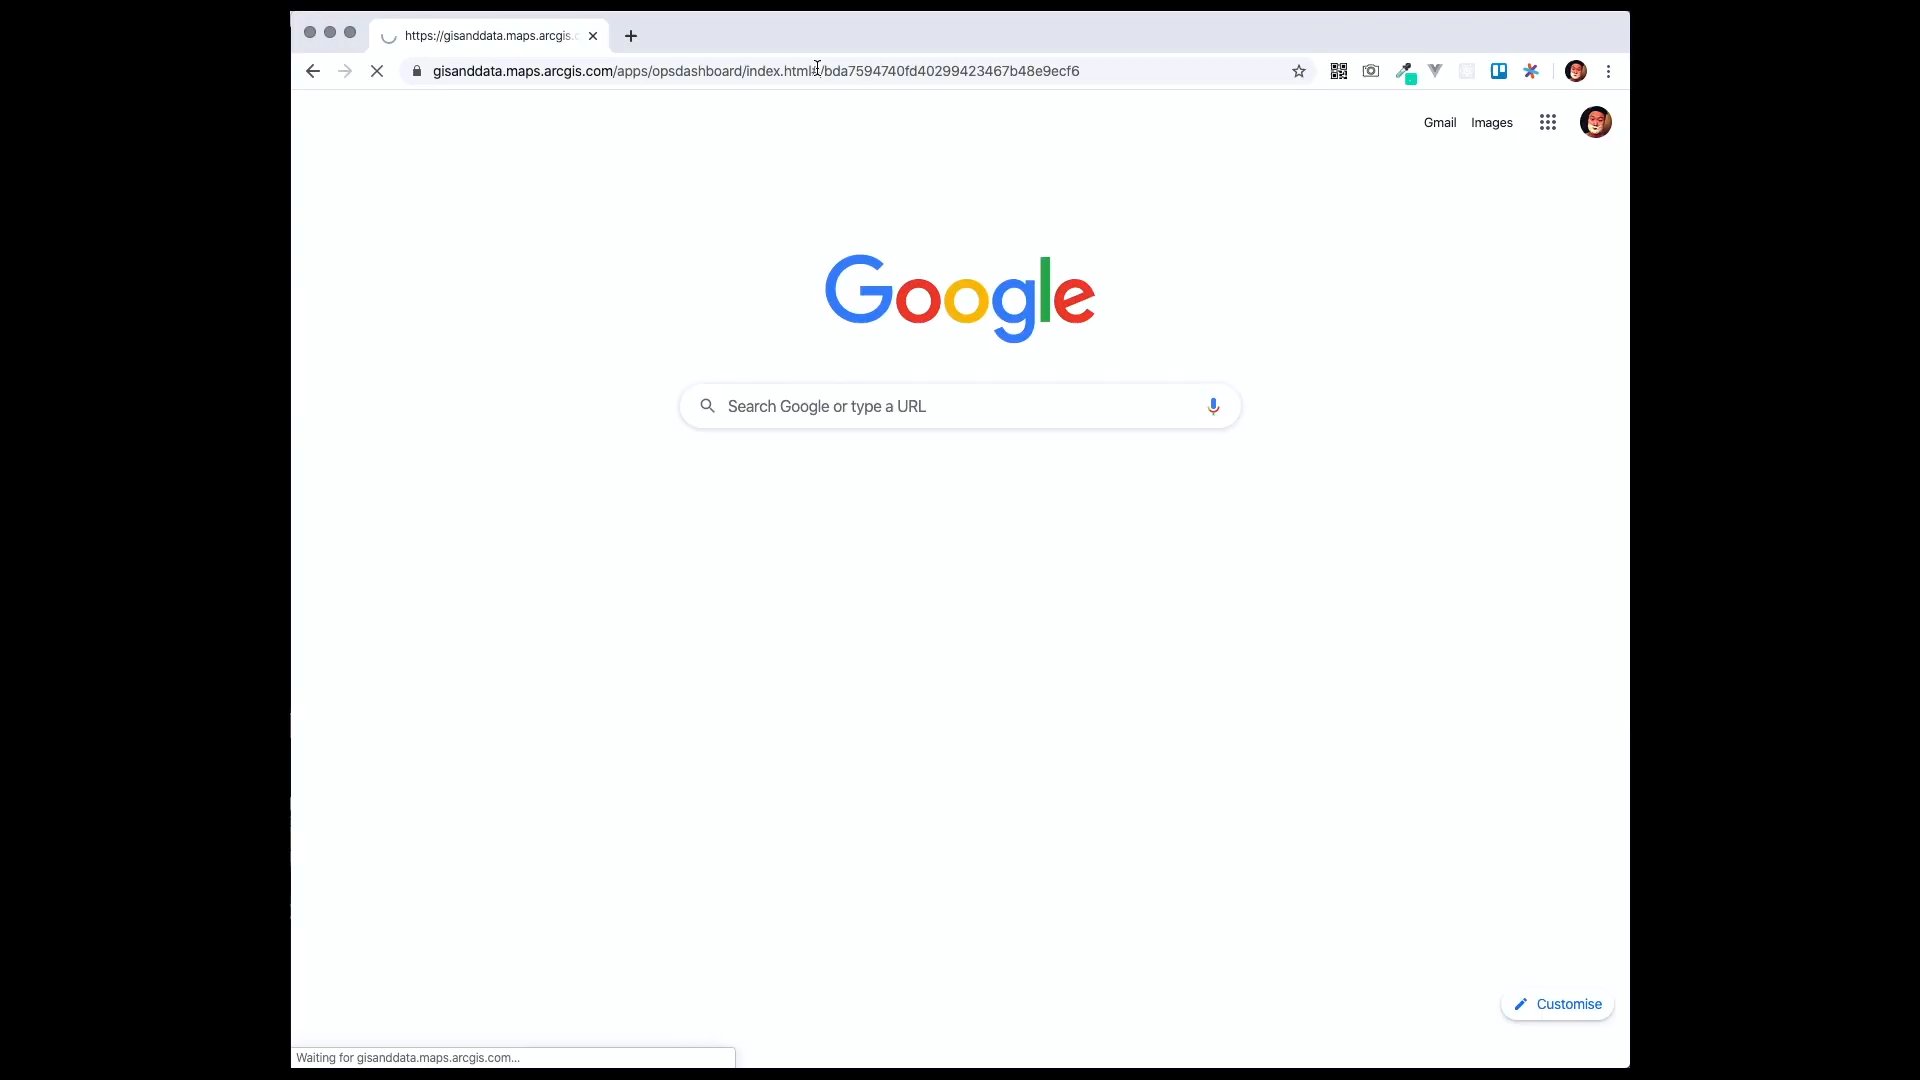 https://gisanddata.maps.arcgis.c
gisanddata.maps.arcgis.com/apps/opsdashboard/index.html#/bda7594740fd40299423467b48e9ecf6
Gmail Images
Google
Search Google or type a URL
Customise
Waiting for gisanddata.maps.arcgis.com...